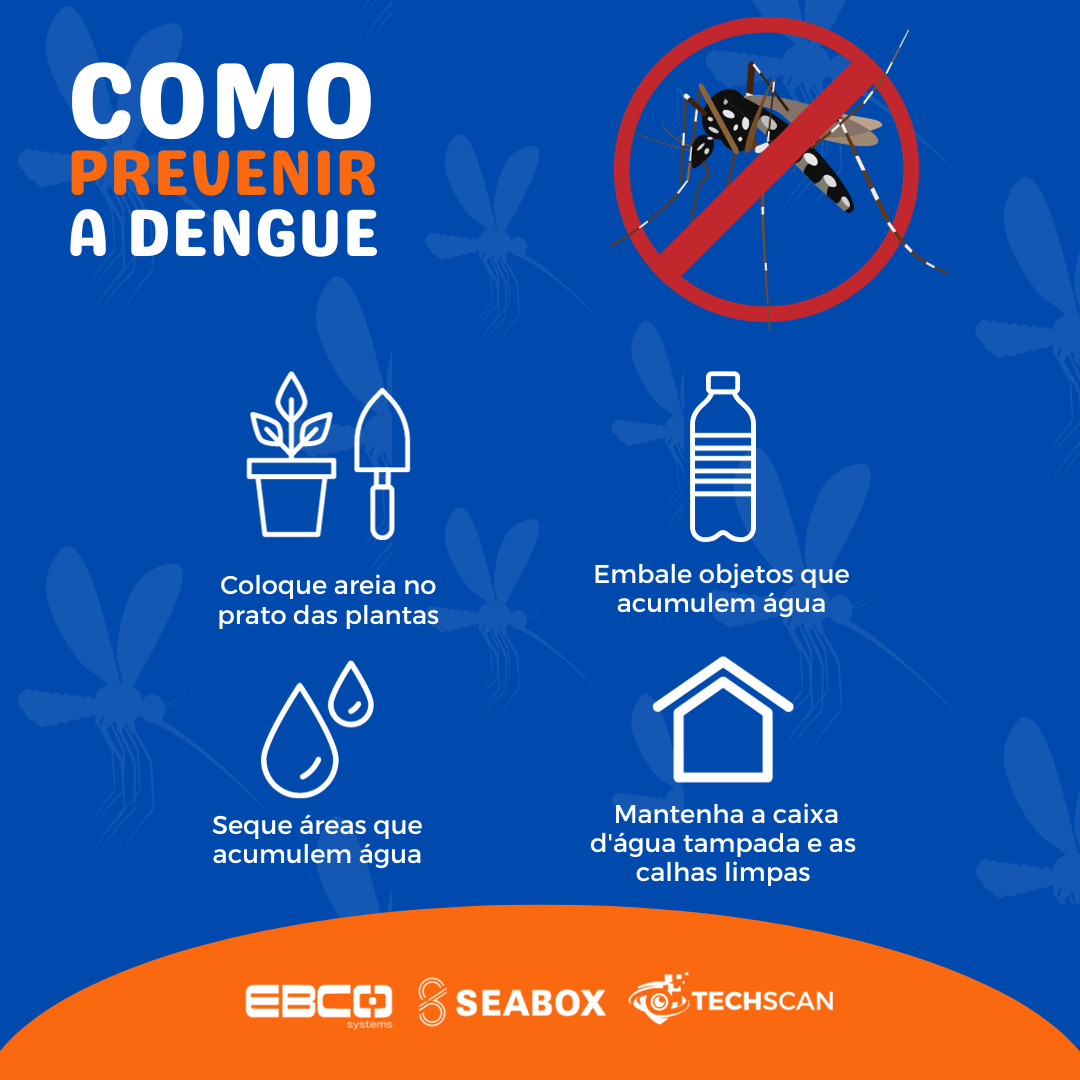 COMO
PREVENIR
A DENGUE
Coloque areia no
prato das plantas
Embale objetos que
acumulem água
Seque áreas que
acumulem água
Mantenha a caixa
d'água tampada e as
calhas limpas
EBCO
systems
SEABOX
TECHSCAN